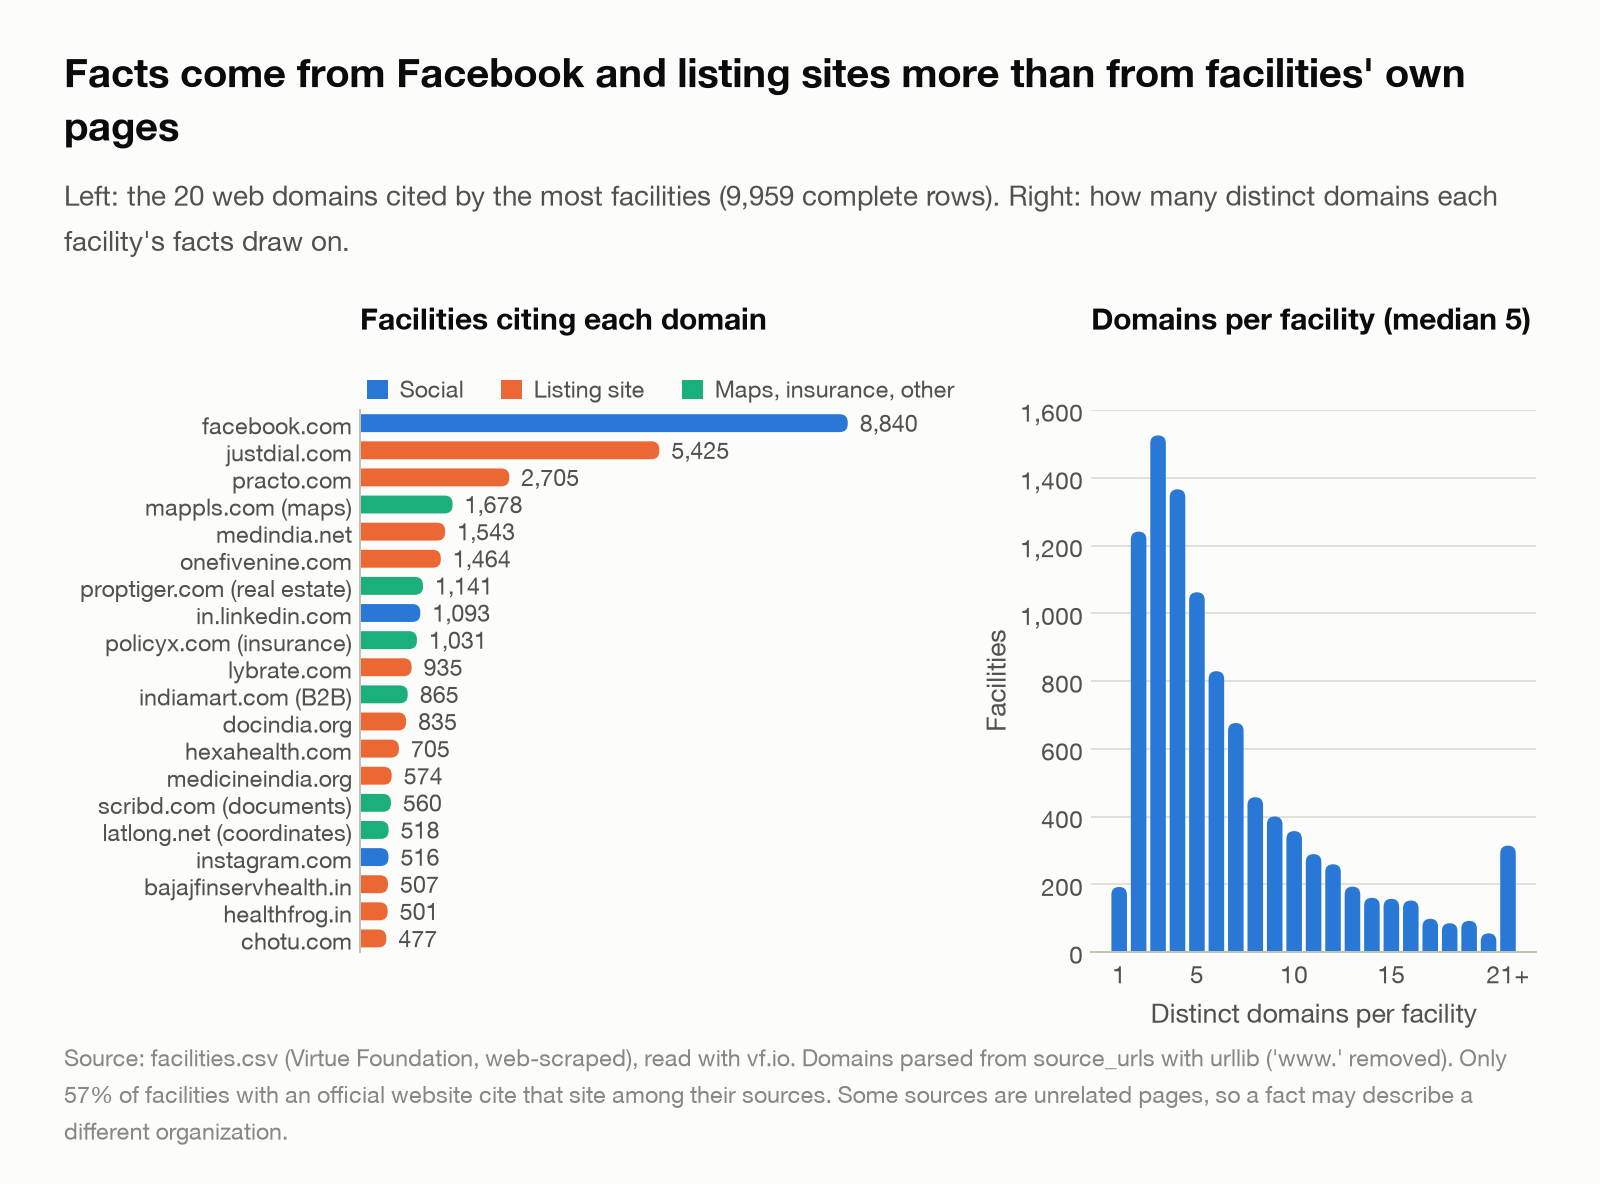 Facts come from Facebook and listing sites more than from facilities' own
pages
Left: the 20 web domains cited by the most facilities (9,959 complete rows). Right: how many distinct domains each
facility's facts draw on.
Facilities citing each domain
Social
Listing site
Maps, insurance, other
facebook.com 8,840
justdial.com 5,425
practo.com 2,705
mappls.com (maps) 1,678
medindia.net 1,543
onefivenine.com 1,464
proptiger.com (real estate) 1,141
in.linkedin.com 1,093
policyx.com (insurance) 1,031
lybrate.com 935
indiamart.com (B2B) 865
docindia.org 835
hexahealth.com 705
medicineindia.org 574
scribd.com (documents) 560
latlong.net (coordinates) 518
instagram.com 516
bajajfinservhealth.in 507
healthfrog.in 501
chotu.com 477
Domains per facility (median 5)
Facilities
1,600
1,400
1,200
1,000
800
600
400
200
0
1 5 10 15 21+
Distinct domains per facility
Source: facilities.csv (Virtue Foundation, web-scraped), read with vf.io. Domains parsed from source_urls with urllib ('www.' removed). Only
57% of facilities with an official website cite that site among their sources. Some sources are unrelated pages, so a fact may describe a
different organization.